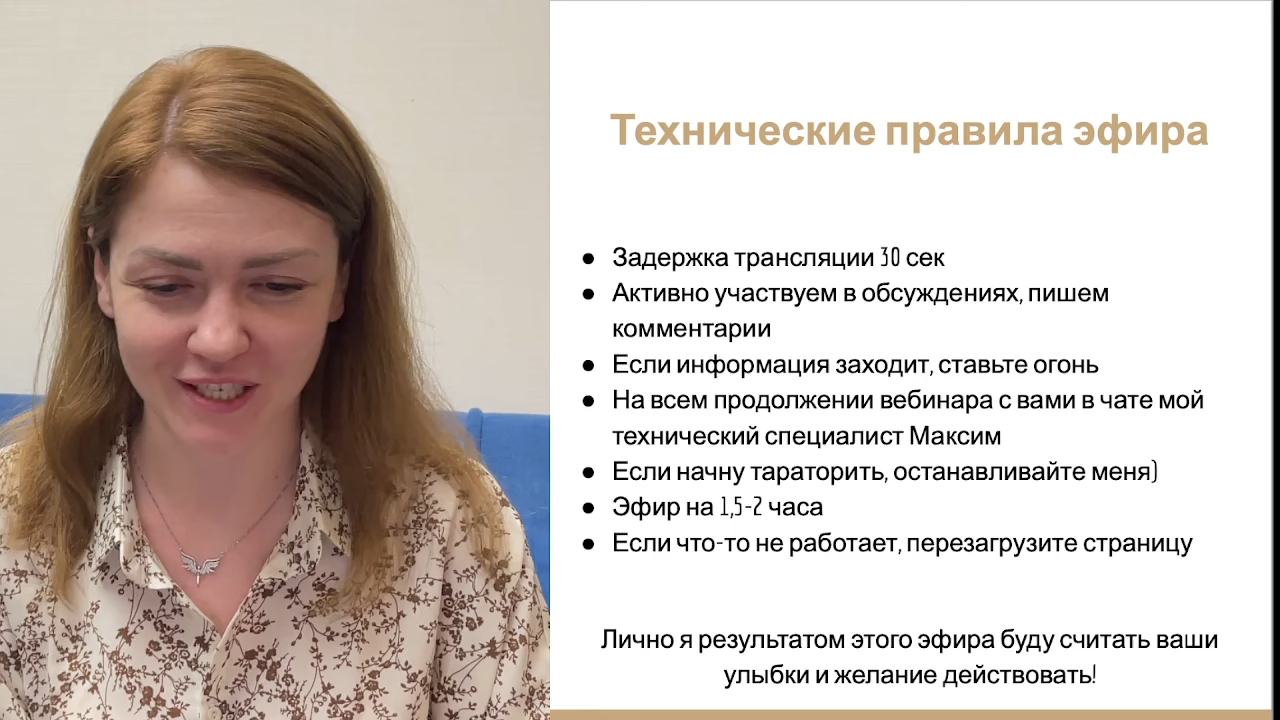 Технические правила эфира
● Задержка трансляции 30 сек
● Активно участвуем в обсуждениях, пишем
комментарии
● Если информация заходит, ставьте огонь
● На всем продолжении вебинара с вами в чате мой
технический специалист Максим
● Если начну тараторить, останавливайте меня)
● Эфир на 1,5-2 часа
● Если что-то не работает, перезагрузите страницу
Лично я результатом этого эфира буду считать ваши
улыбки и желание действовать!